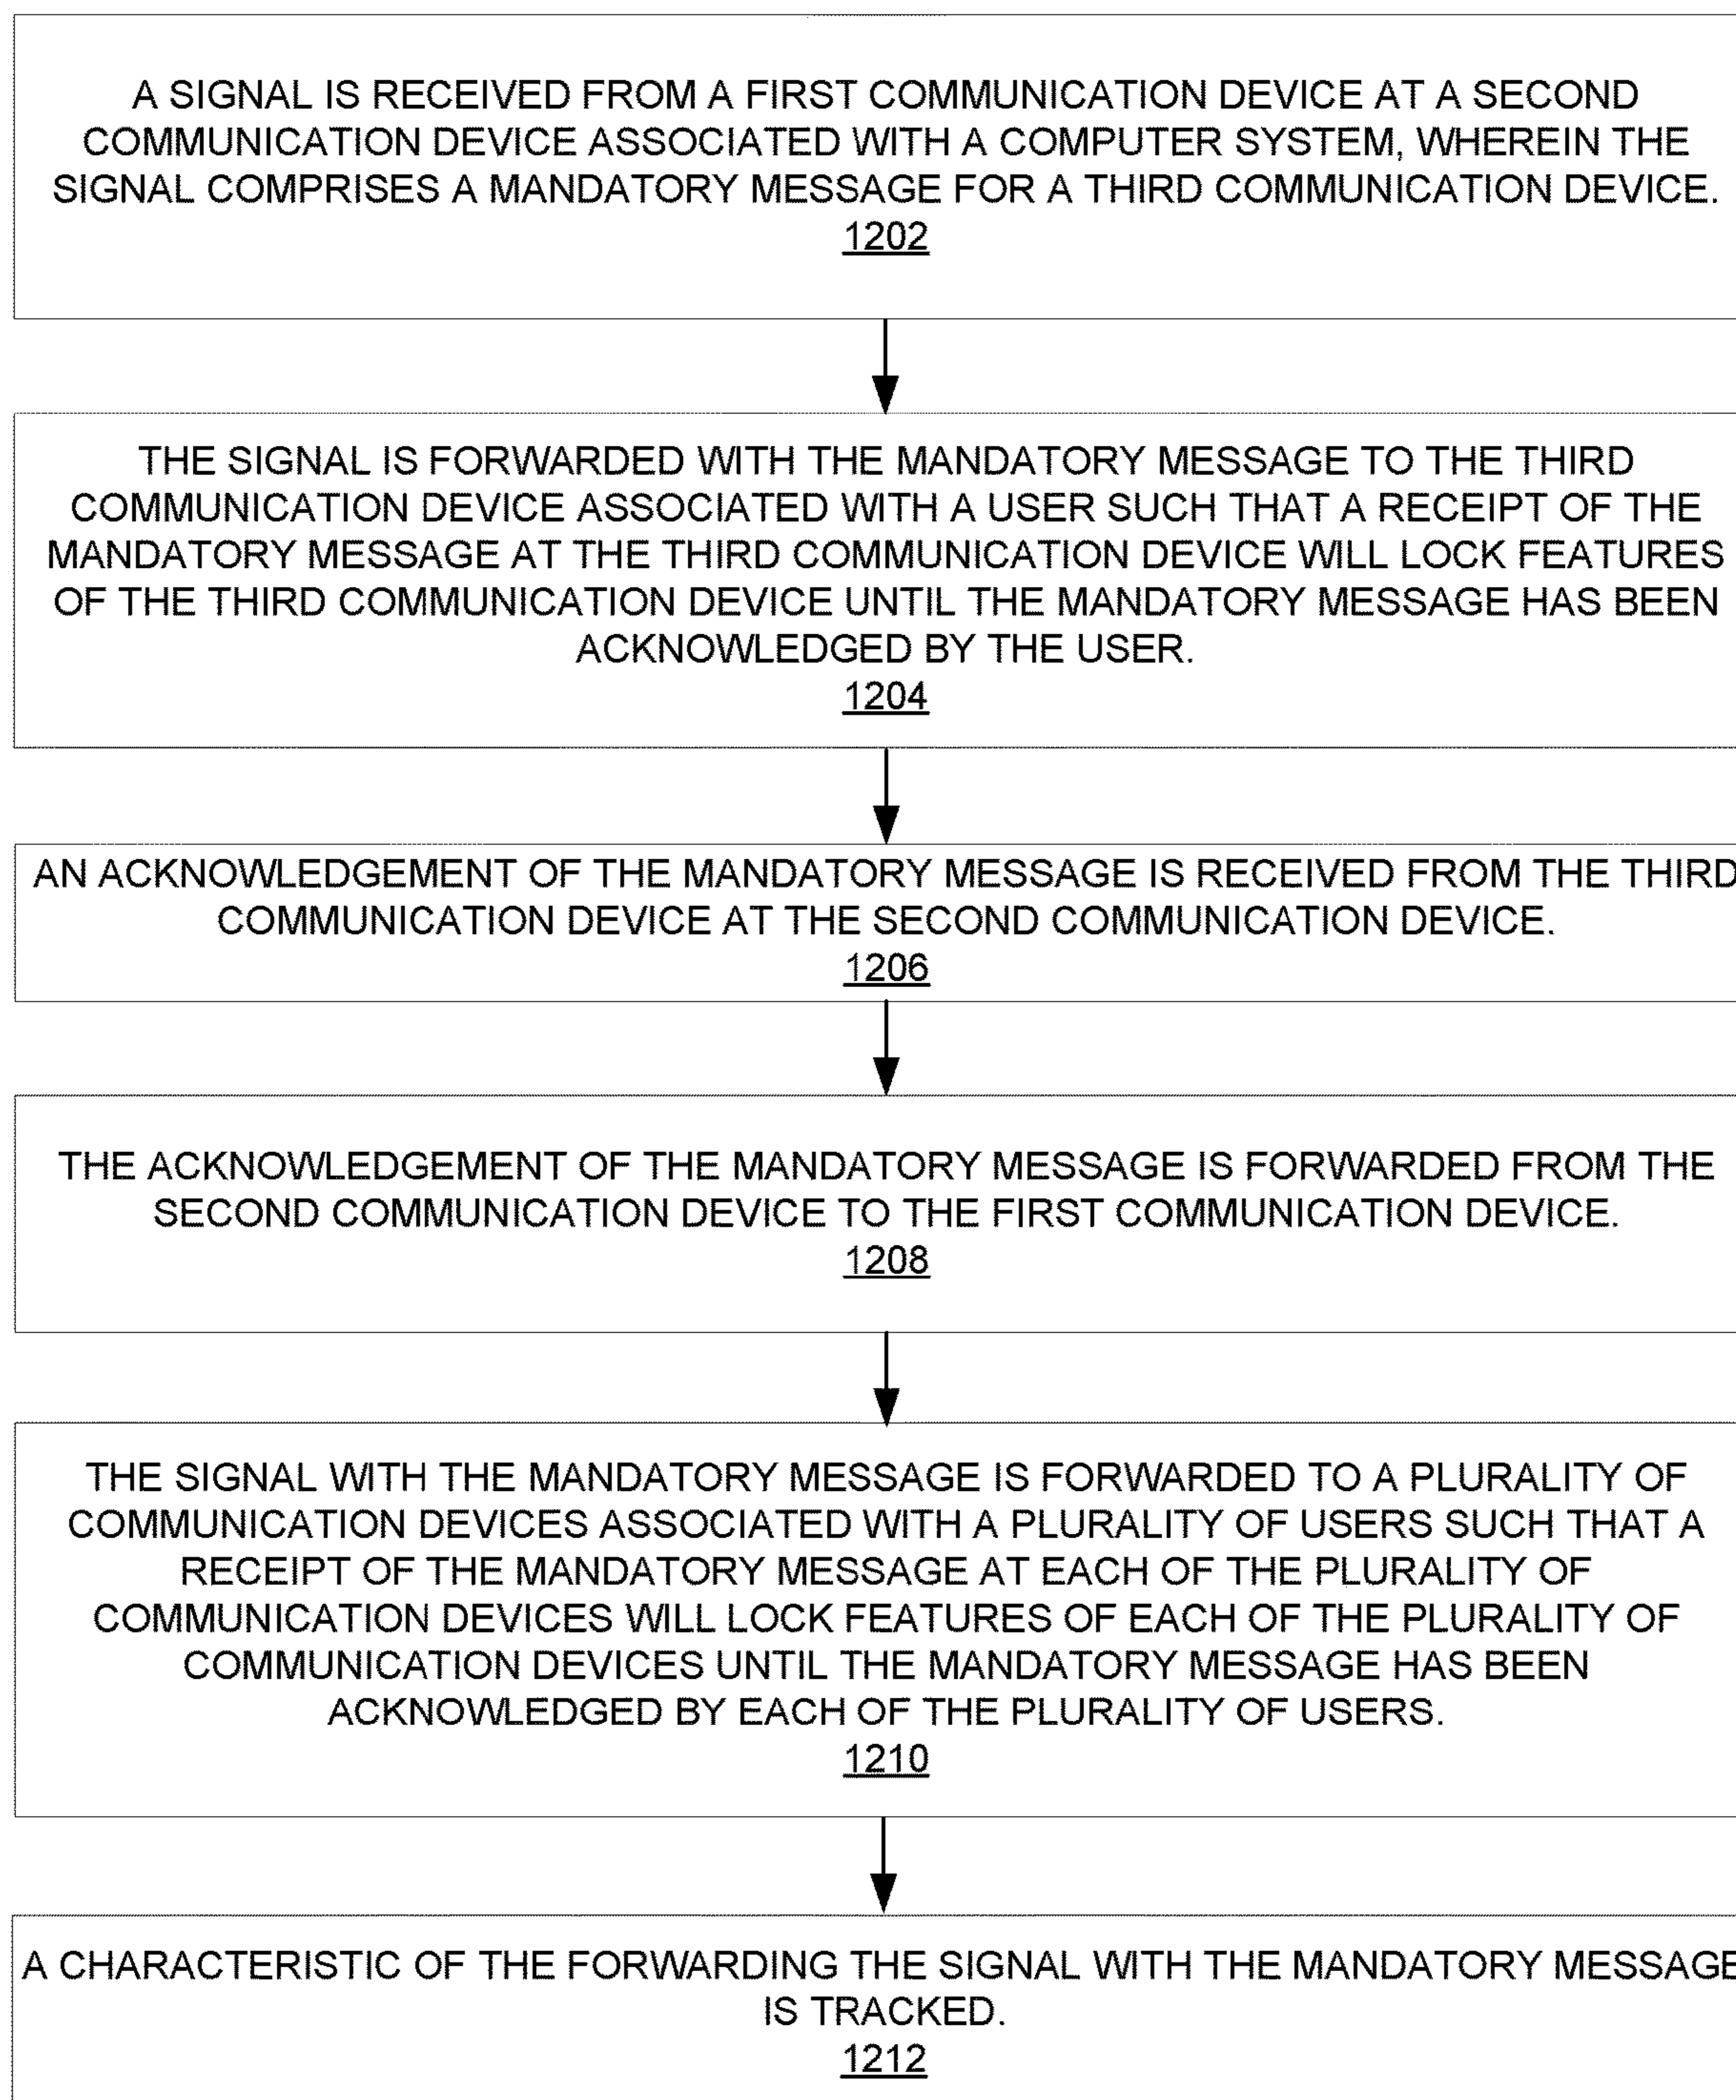 A SIGNAL IS RECEIVED FROM A FIRST COMMUNICATION DEVICE AT A SECOND
COMMUNICATION DEVICE ASSOCIATED WITH A COMPUTER SYSTEM, WHEREIN THE
SIGNAL COMPRISES A MANDATORY MESSAGE FOR A THIRD COMMUNICATION DEVICE.
1202
THE SIGNAL IS FORWARDED WITH THE MANDATORY MESSAGE TO THE THIRD
COMMUNICATION DEVICE ASSOCIATED WITH A USER SUCH THAT A RECEIPT OF THE
MANDATORY MESSAGE AT THE THIRD COMMUNICATION DEVICE WILL LOCK FEATURES
OF THE THIRD COMMUNICATION DEVICE UNTIL THE MANDATORY MESSAGE HAS BEEN
ACKNOWLEDGED BY THE USER.
1204
AN ACKNOWLEDGEMENT OF THE MANDATORY MESSAGE IS RECEIVED FROM THE THIRD
COMMUNICATION DEVICE AT THE SECOND COMMUNICATION DEVICE.
1206
THE ACKNOWLEDGEMENT OF THE MANDATORY MESSAGE IS FORWARDED FROM THE
SECOND COMMUNICATION DEVICE TO THE FIRST COMMUNICATION DEVICE.
1208
THE SIGNAL WITH THE MANDATORY MESSAGE IS FORWARDED TO A PLURALITY OF
COMMUNICATION DEVICES ASSOCIATED WITH A PLURALITY OF USERS SUCH THAT A
RECEIPT OF THE MANDATORY MESSAGE AT EACH OF THE PLURALITY OF
COMMUNICATION DEVICES WILL LOCK FEATURES OF EACH OF THE PLURALITY OF
COMMUNICATION DEVICES UNTIL THE MANDATORY MESSAGE HAS BEEN
ACKNOWLEDGED BY EACH OF THE PLURALITY OF USERS.
1210
A CHARACTERISTIC OF THE FORWARDING THE SIGNAL WITH THE MANDATORY MESSAGE
IS TRACKED.
1212